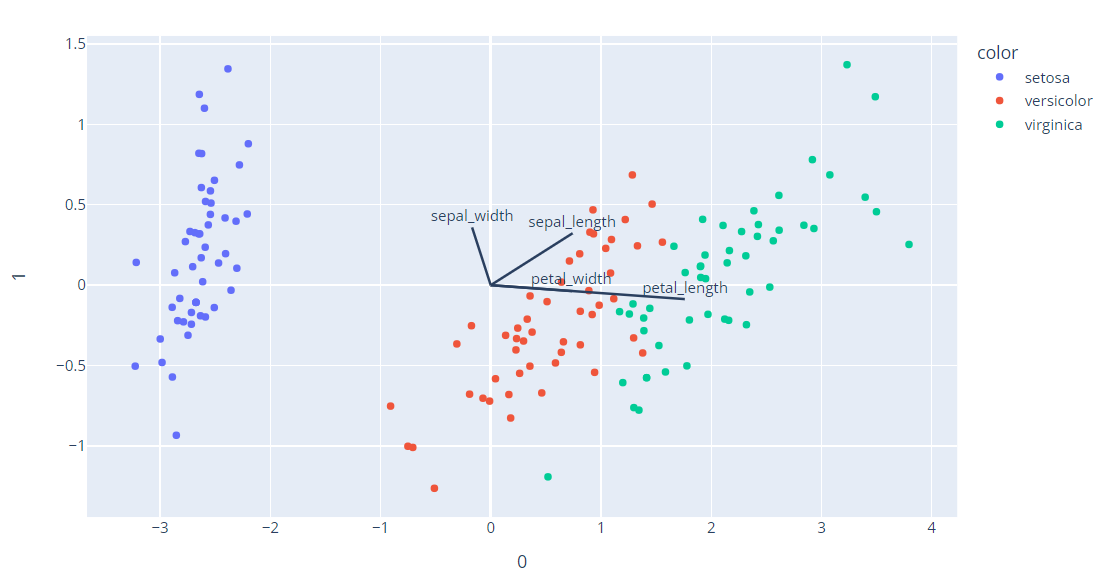 color
setosa
versicolor
virginica
1.5
1
0.5
0
−0.5
−1
1
sepal_width
sepal_length
petal_width
petal_length
−3
−2
−1
0
1
2
3
4
0